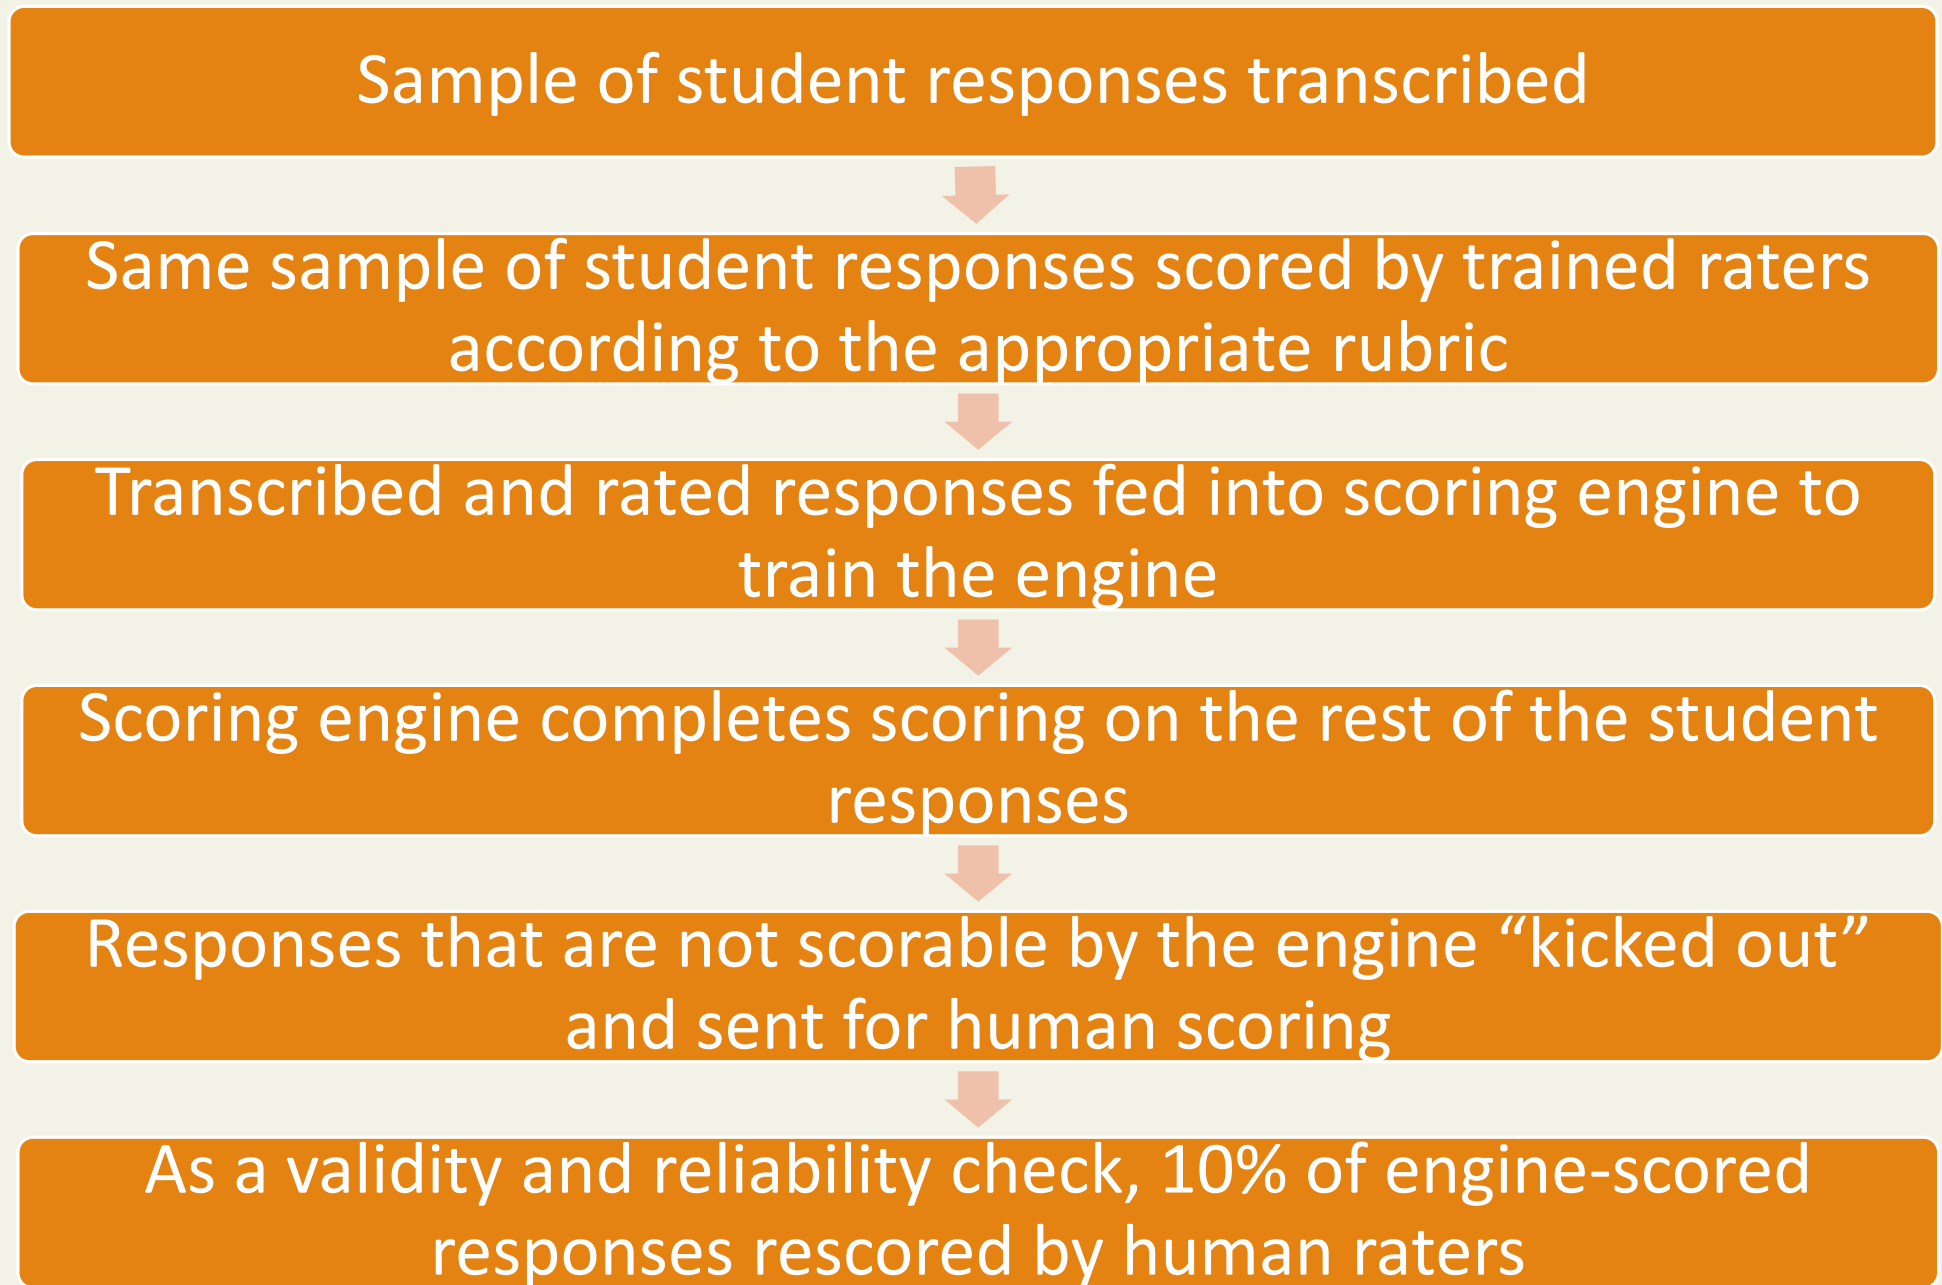 Sample of student responses transcribed
Same sample of student responses scored by trained raters
according to the appropriate rubric
Transcribed and rated responses fed into scoring engine to
train the engine
Scoring engine completes scoring on the rest of the student
responses
Responses that are not scorable by the engine “kicked out”
and sent for human scoring
As a validity and reliability check, 10% of engine-scored
responses rescored by human raters